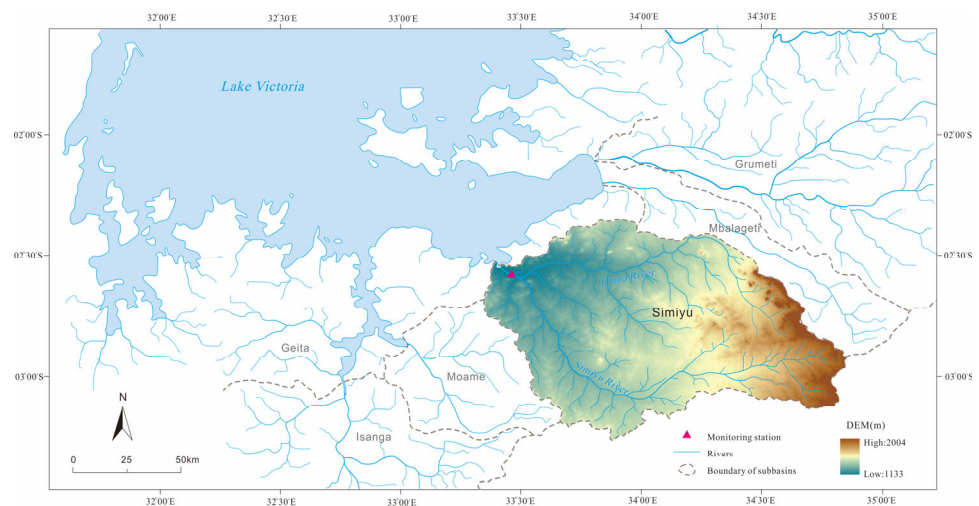 32°00'E 32°30'E 33°00'E 33°30'E 34°00'E 34°30'E 35°00'E
Lake Victoria
02°00'S 02°00'S
Grumeti
Mbalageti
02°30'S 02°30'S
River
Simiyu
Geita
Moame
Simiyu River
03°00'S 03°00'S
N
Isanga
0 25 50km
Monitoring station
Rivers
Boundary of subbasins
DEM(m)
High:2004
Low:1133
32°00'E 32°30'E 33°00'E 33°30'E 34°00'E 34°30'E 35°00'E